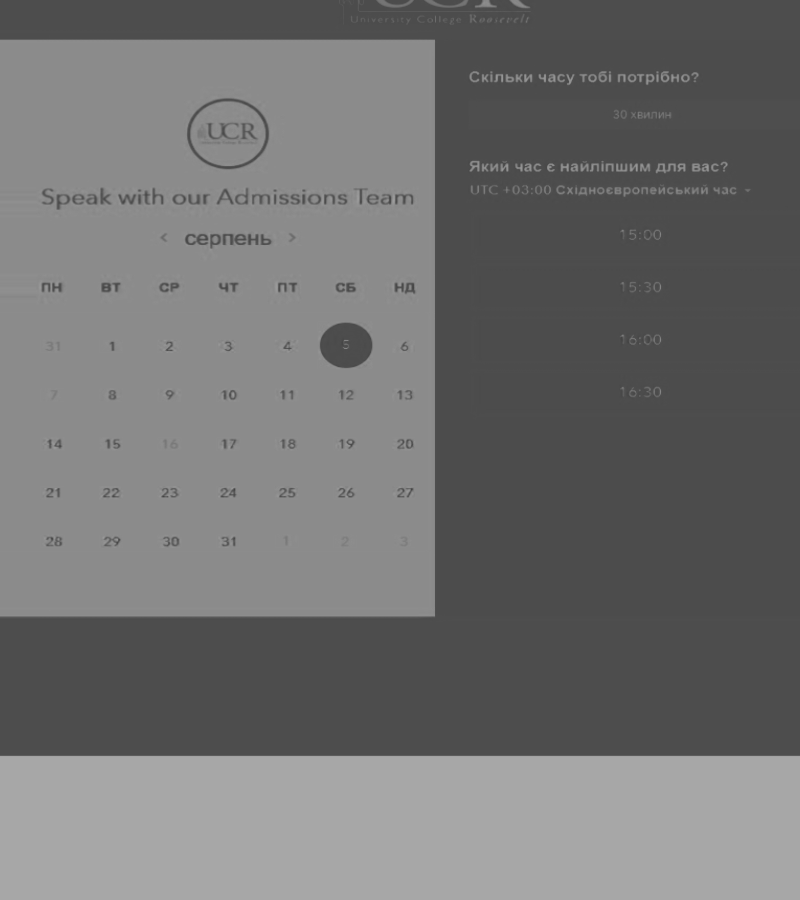 UCR
University College Roosevelt
UCR
Speak with our Admissions Team
< серпень >
ПН ВТ СР ЧТ ПТ СБ НД
31 1 2 3 4 5 6
7 8 9 10 11 12 13
14 15 16 17 18 19 20
21 22 23 24 25 26 27
28 29 30 31 1 2 3
Скільки часу тобі потрібно?
30 хвилин
Який час є найліпшим для вас?
UTC +03:00 Східноєвропейський час
15:00
15:30
16:00
16:30